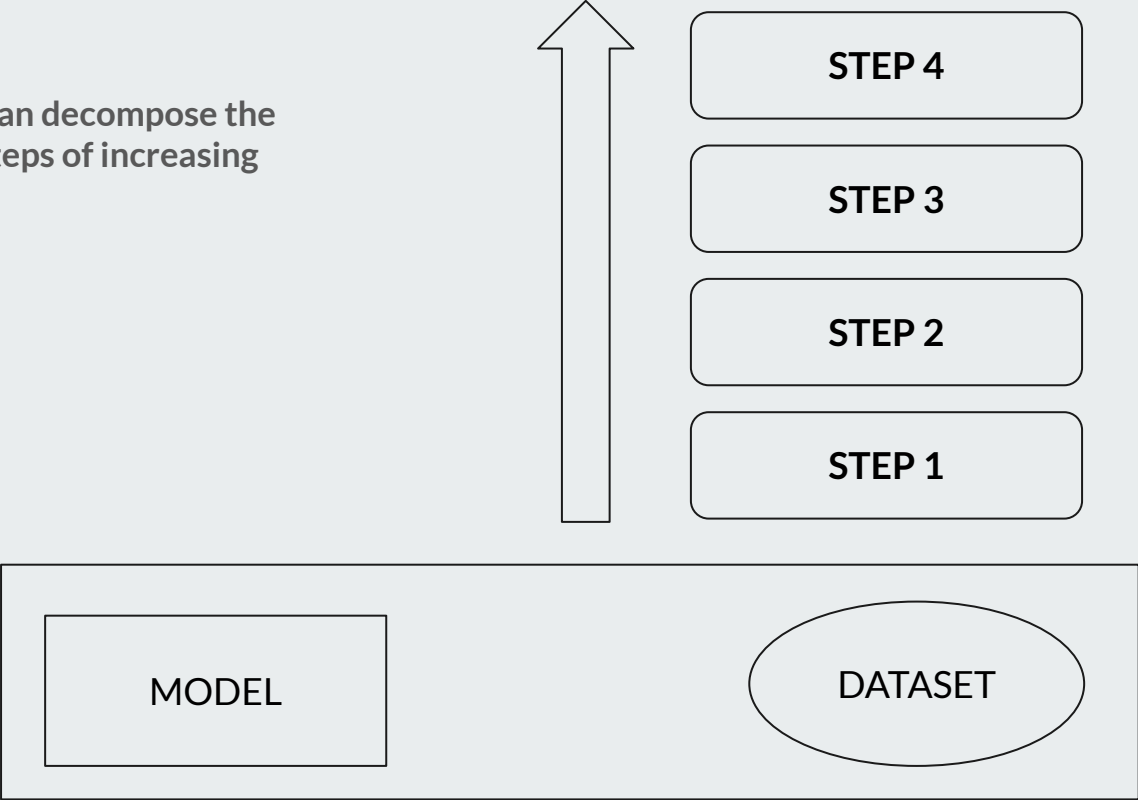 STEP 4
an decompose the
teps of increasing
STEP 3
STEP 2
STEP 1
MODEL
DATASET